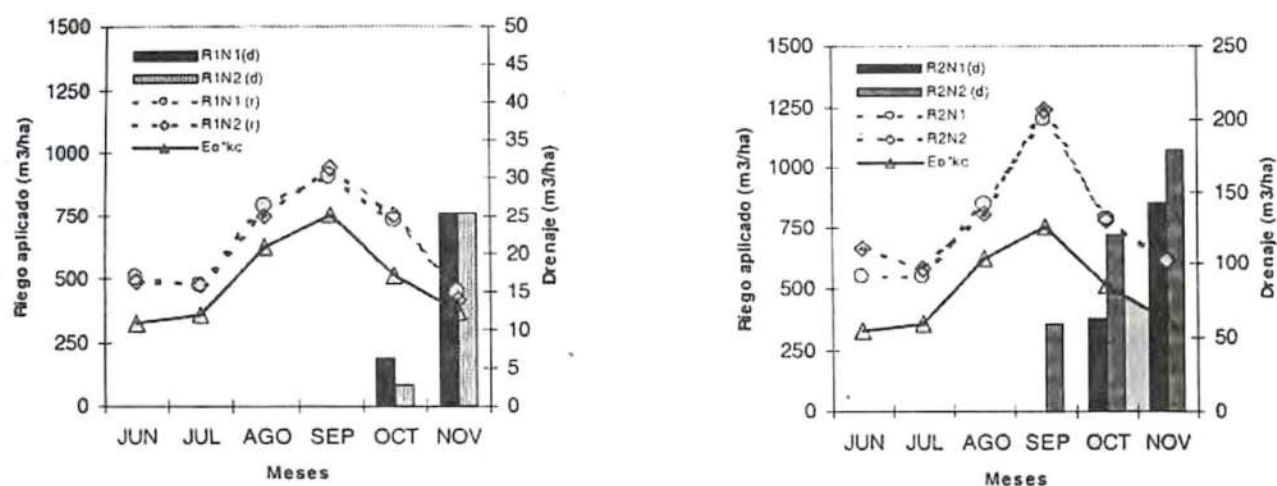 1500
1250
1000
750
500
250
0
Riego aplicado (m3/ha)
R1N1(d)
R1N2 (d)
R1N1 (r)
R1N2 (r)
Eo*kc
50
45
40
35
30
25
20
15
10
5
0
Drenaje (m3/ha)
JUN JUL AGO SEP OCT NOV
Meses
1500
1250
1000
750
500
250
0
Riego aplicado (m3/ha)
R2N1(d)
R2N2 (d)
R2N1
R2N2
Eo*kc
250
200
150
100
50
0
Drenaje (m3/ha)
JUN JUL AGO SEP OCT NOV
Meses